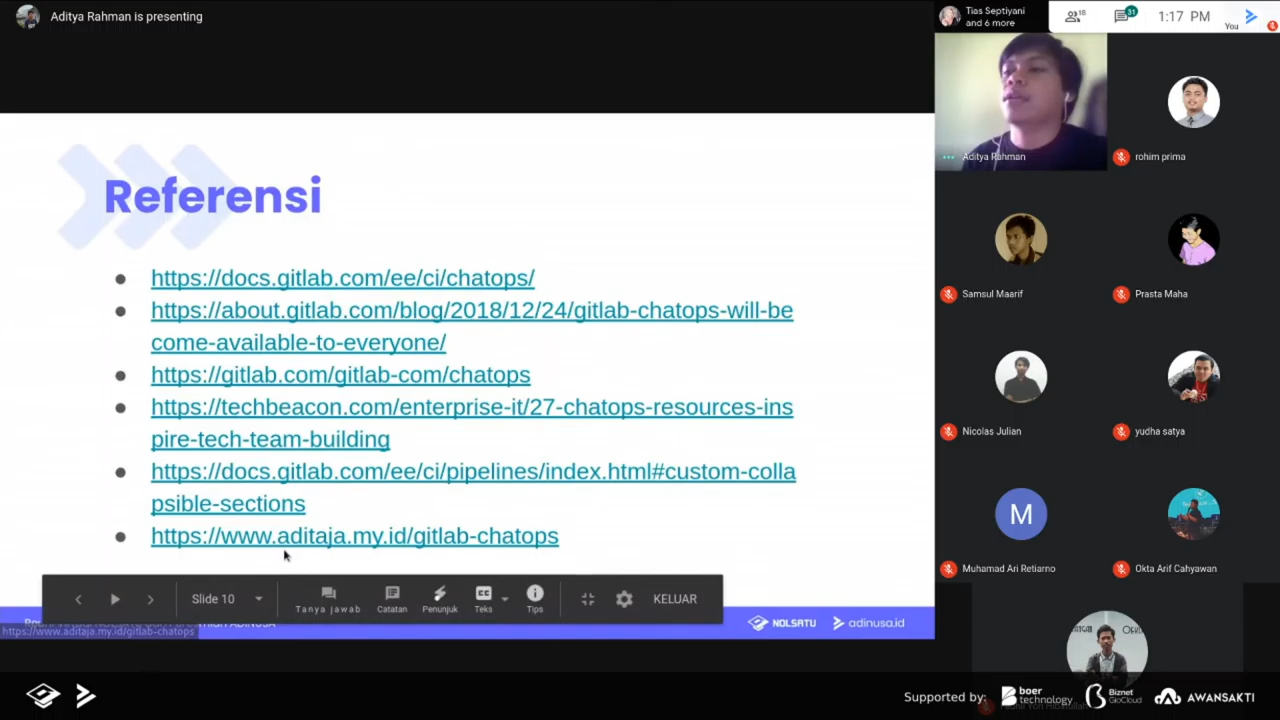 Aditya Rahman is presenting
Tias Septiyani
and 6 more
18
31
1:17 PM
You
Referensi
https://docs.gitlab.com/ee/ci/chatops/
https://about.gitlab.com/blog/2018/12/24/gitlab-chatops-will-be
come-available-to-everyone/
https://gitlab.com/gitlab-com/chatops
https://techbeacon.com/enterprise-it/27-chatops-resources-ins
pire-tech-team-building
https://docs.gitlab.com/ee/ci/pipelines/index.html#custom-colla
psible-sections
https://www.aditaja.my.id/gitlab-chatops
Slide 10
Tanya jawab
Catatan
Penunjuk
CC
Teks
Tips
KELUAR
ADINUSA
https://www.aditaja.my.id/gitlab-chatops
NOLSATU
adinusa.id
Aditya Rahman
rohim prima
Samsul Maarif
Prasta Maha
Nicolas Julian
yudha satya
M
Muhamad Ari Retiarno
Okta Arif Cahyawan
Supported by:
boer
technology
Biznet
GioCloud
AWANSAKTI